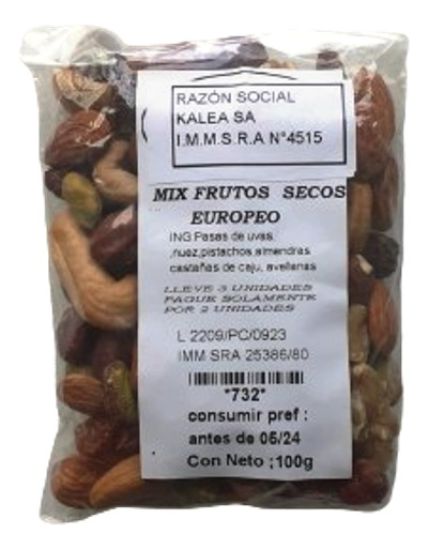 RAZÓN SOCIAL
KALEA SA
I.M.M.S.R.A N°4515
MIX FRUTOS SECOS
EUROPEO
ING:Pasas de uvas,
,nuez,pistachos,almendras
castañas de caju, avellanas
LLEVE 3 UNIDADES
PAGUE SOLAMENTE
POR 2 UNIDADES
L 2209/PC/0923
IMM SRA 25386/80
*732*
consumir pref :
antes de 05/24
Con Neto ;100g